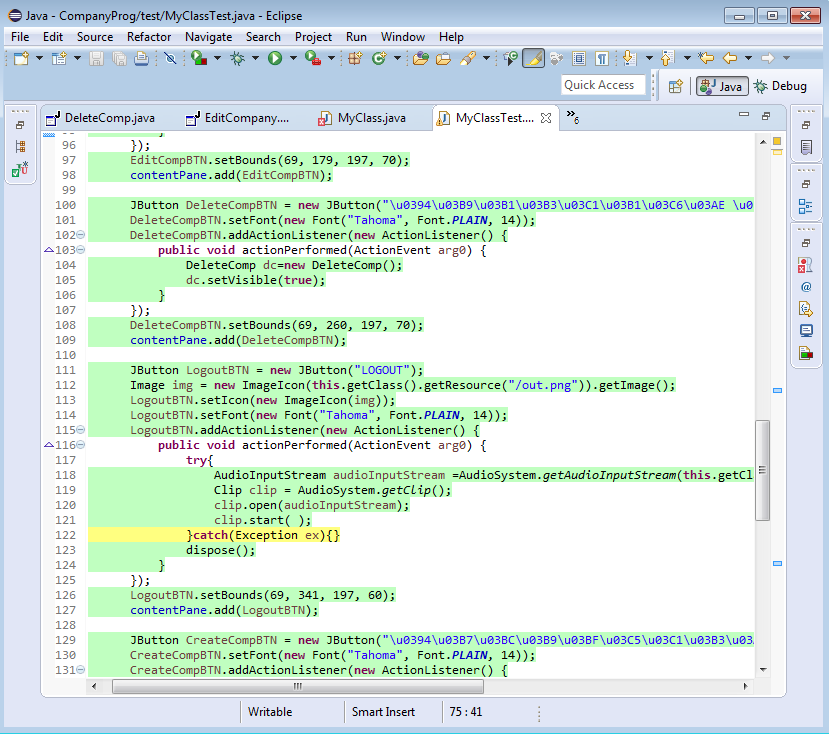 Java - CompanyProg/test/MyClassTest.java - Eclipse
File Edit Source Refactor Navigate Search Project Run Window Help
Quick Access Java Debug
DeleteComp.java EditCompany.... MyClass.java MyClassTest.... »6
96 });
97 EditCompBTN.setBounds(69, 179, 197, 70);
98 contentPane.add(EditCompBTN);
99
100 JButton DeleteCompBTN = new JButton("\u0394\u03B9\u03B1\u03B3\u03C1\u03B1\u03C6\u03AE \u0
101 DeleteCompBTN.setFont(new Font("Tahoma", Font.PLAIN, 14));
102 DeleteCompBTN.addActionListener(new ActionListener() {
103 public void actionPerformed(ActionEvent arg0) {
104 DeleteComp dc=new DeleteComp();
105 dc.setVisible(true);
106 }
107 });
108 DeleteCompBTN.setBounds(69, 260, 197, 70);
109 contentPane.add(DeleteCompBTN);
110
111 JButton LogoutBTN = new JButton("LOGOUT");
112 Image img = new ImageIcon(this.getClass().getResource("/out.png")).getImage();
113 LogoutBTN.setIcon(new ImageIcon(img));
114 LogoutBTN.setFont(new Font("Tahoma", Font.PLAIN, 14));
115 LogoutBTN.addActionListener(new ActionListener() {
116 public void actionPerformed(ActionEvent arg0) {
117 try{
118 AudioInputStream audioInputStream =AudioSystem.getAudioInputStream(this.getCl
119 Clip clip = AudioSystem.getClip();
120 clip.open(audioInputStream);
121 clip.start( );
122 }catch(Exception ex){}
123 dispose();
124 }
125 });
126 LogoutBTN.setBounds(69, 341, 197, 60);
127 contentPane.add(LogoutBTN);
128
129 JButton CreateCompBTN = new JButton("\u0394\u03B7\u03BC\u03B9\u03BF\u03C5\u03C1\u03B3\u03
130 CreateCompBTN.setFont(new Font("Tahoma", Font.PLAIN, 14));
131 CreateCompBTN.addActionListener(new ActionListener() {
Writable Smart Insert 75 : 41